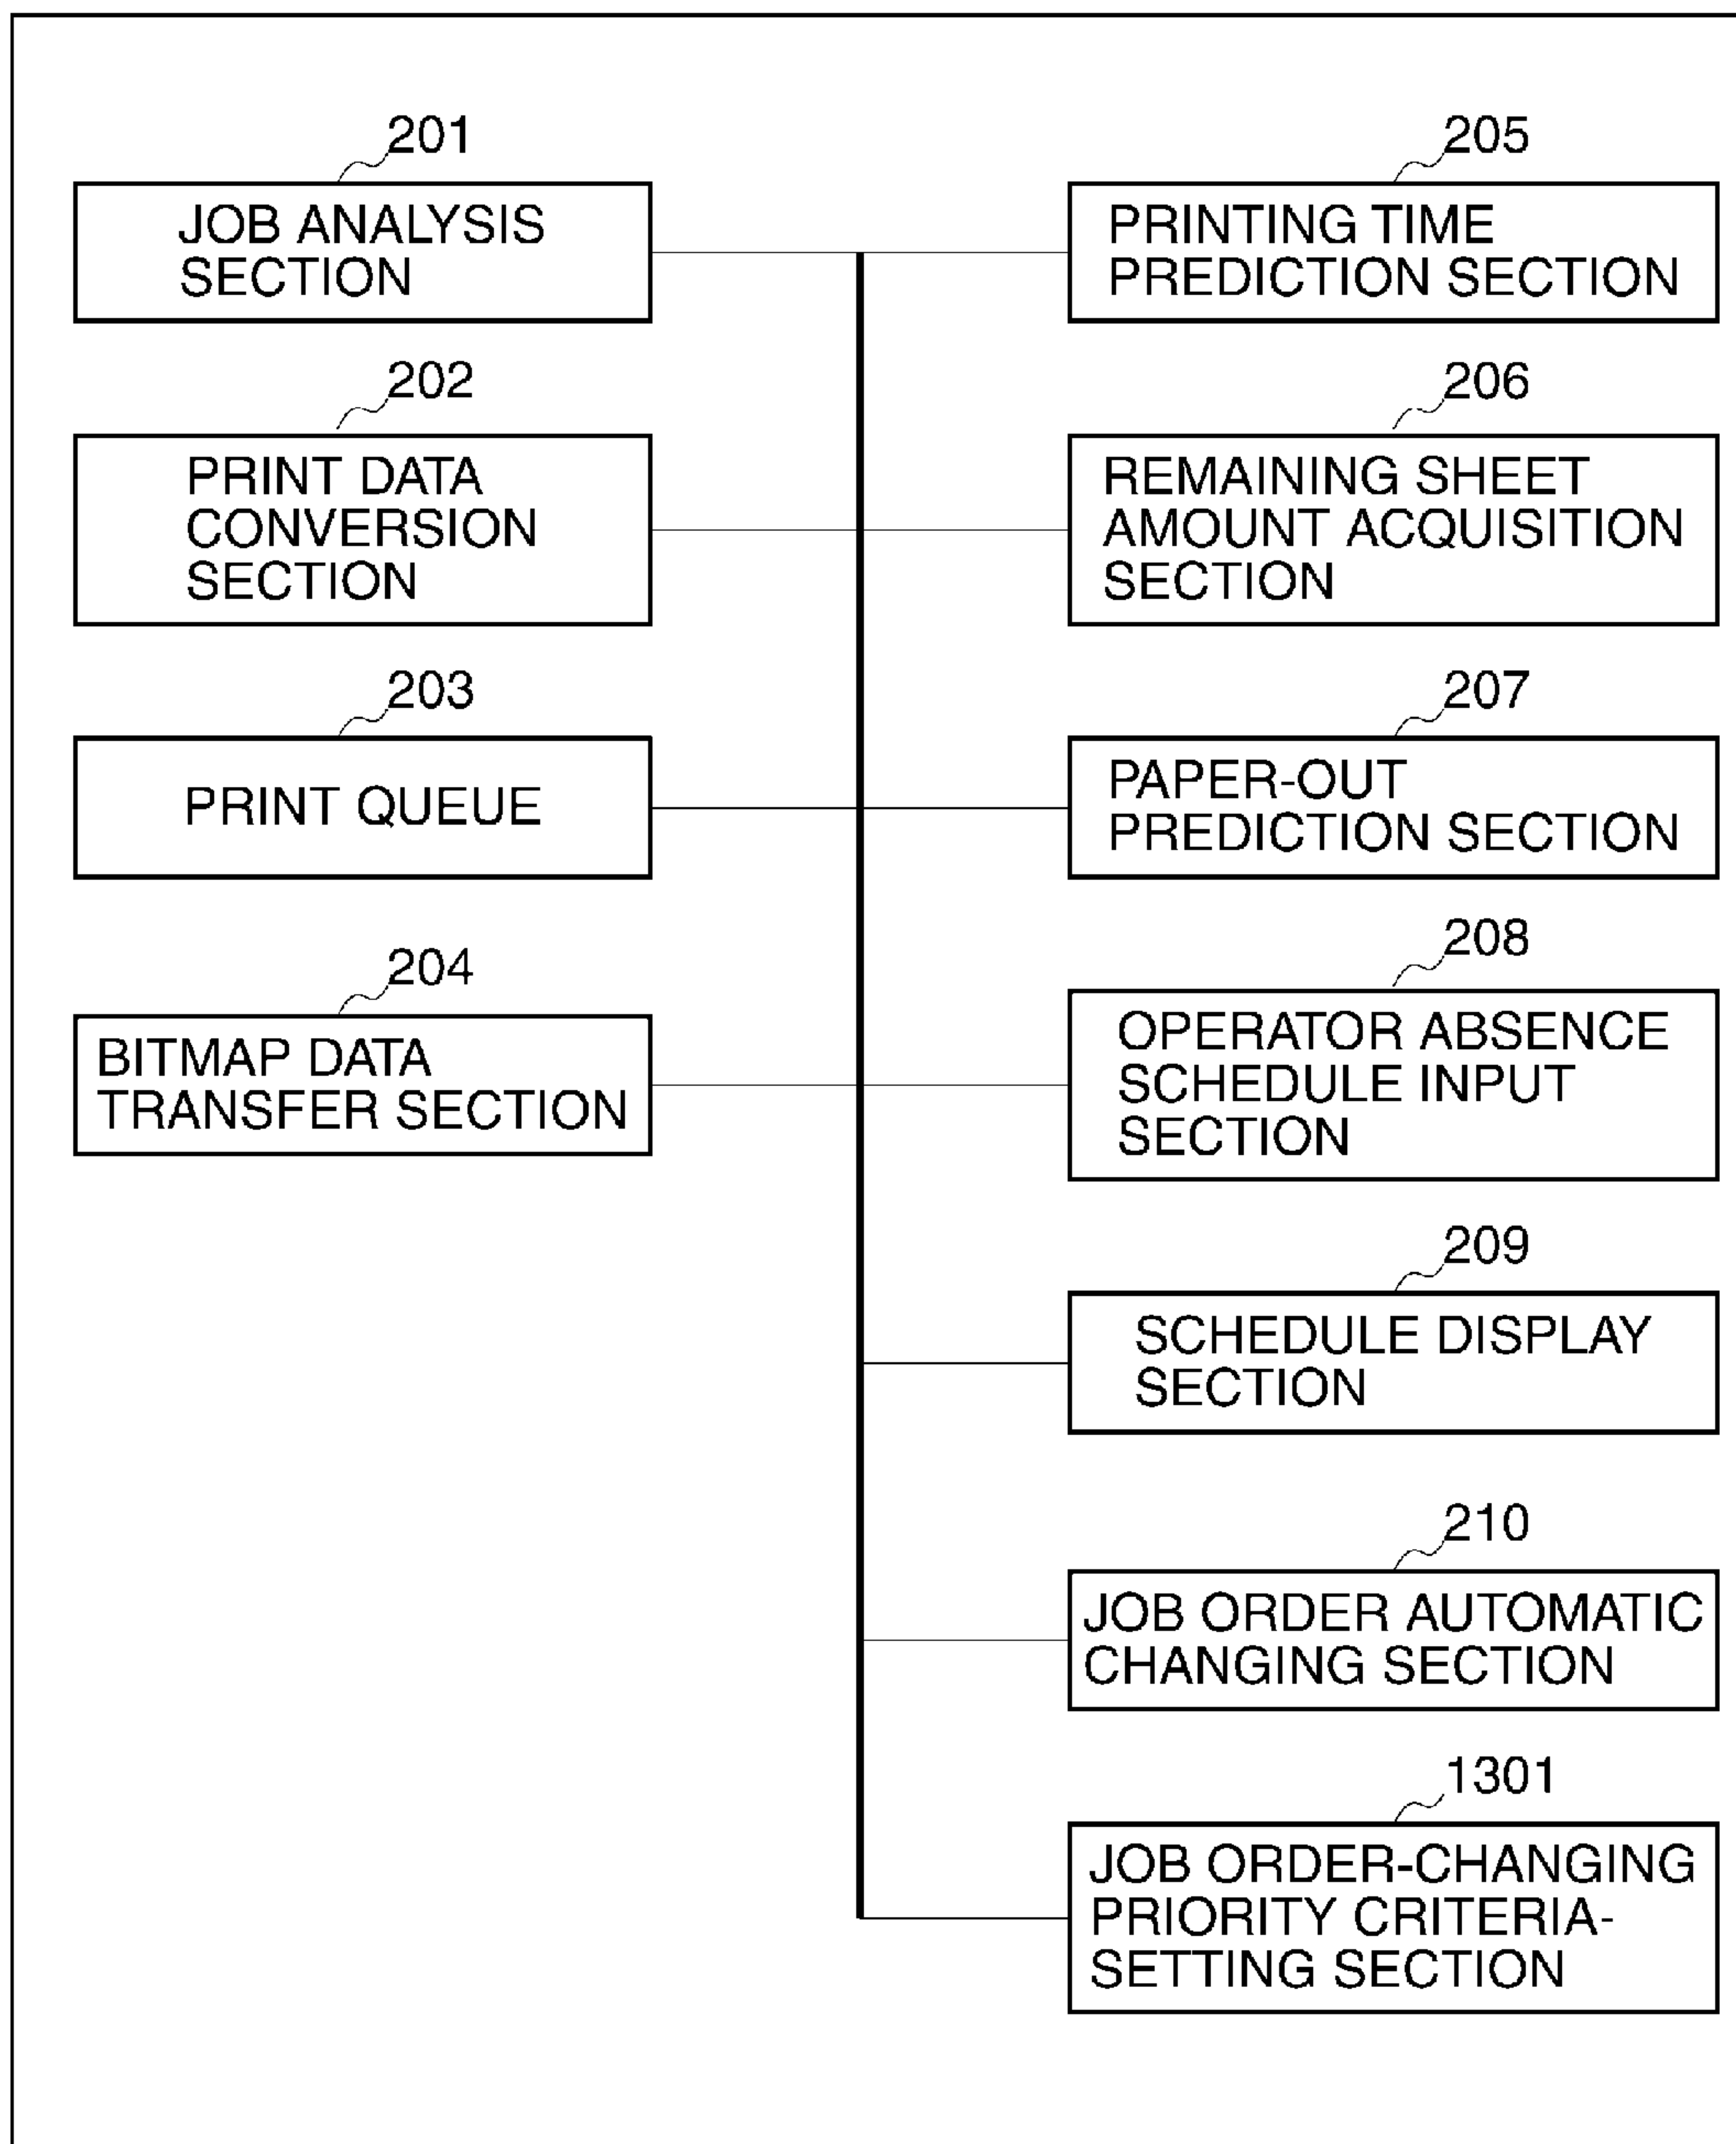 201
JOB ANALYSIS
SECTION
202
PRINT DATA
CONVERSION
SECTION
203
PRINT QUEUE
204
BITMAP DATA
TRANSFER SECTION
205
PRINTING TIME
PREDICTION SECTION
206
REMAINING SHEET
AMOUNT ACQUISITION
SECTION
207
PAPER-OUT
PREDICTION SECTION
208
OPERATOR ABSENCE
SCHEDULE INPUT
SECTION
209
SCHEDULE DISPLAY
SECTION
210
JOB ORDER AUTOMATIC
CHANGING SECTION
1301
JOB ORDER-CHANGING
PRIORITY CRITERIA-
SETTING SECTION